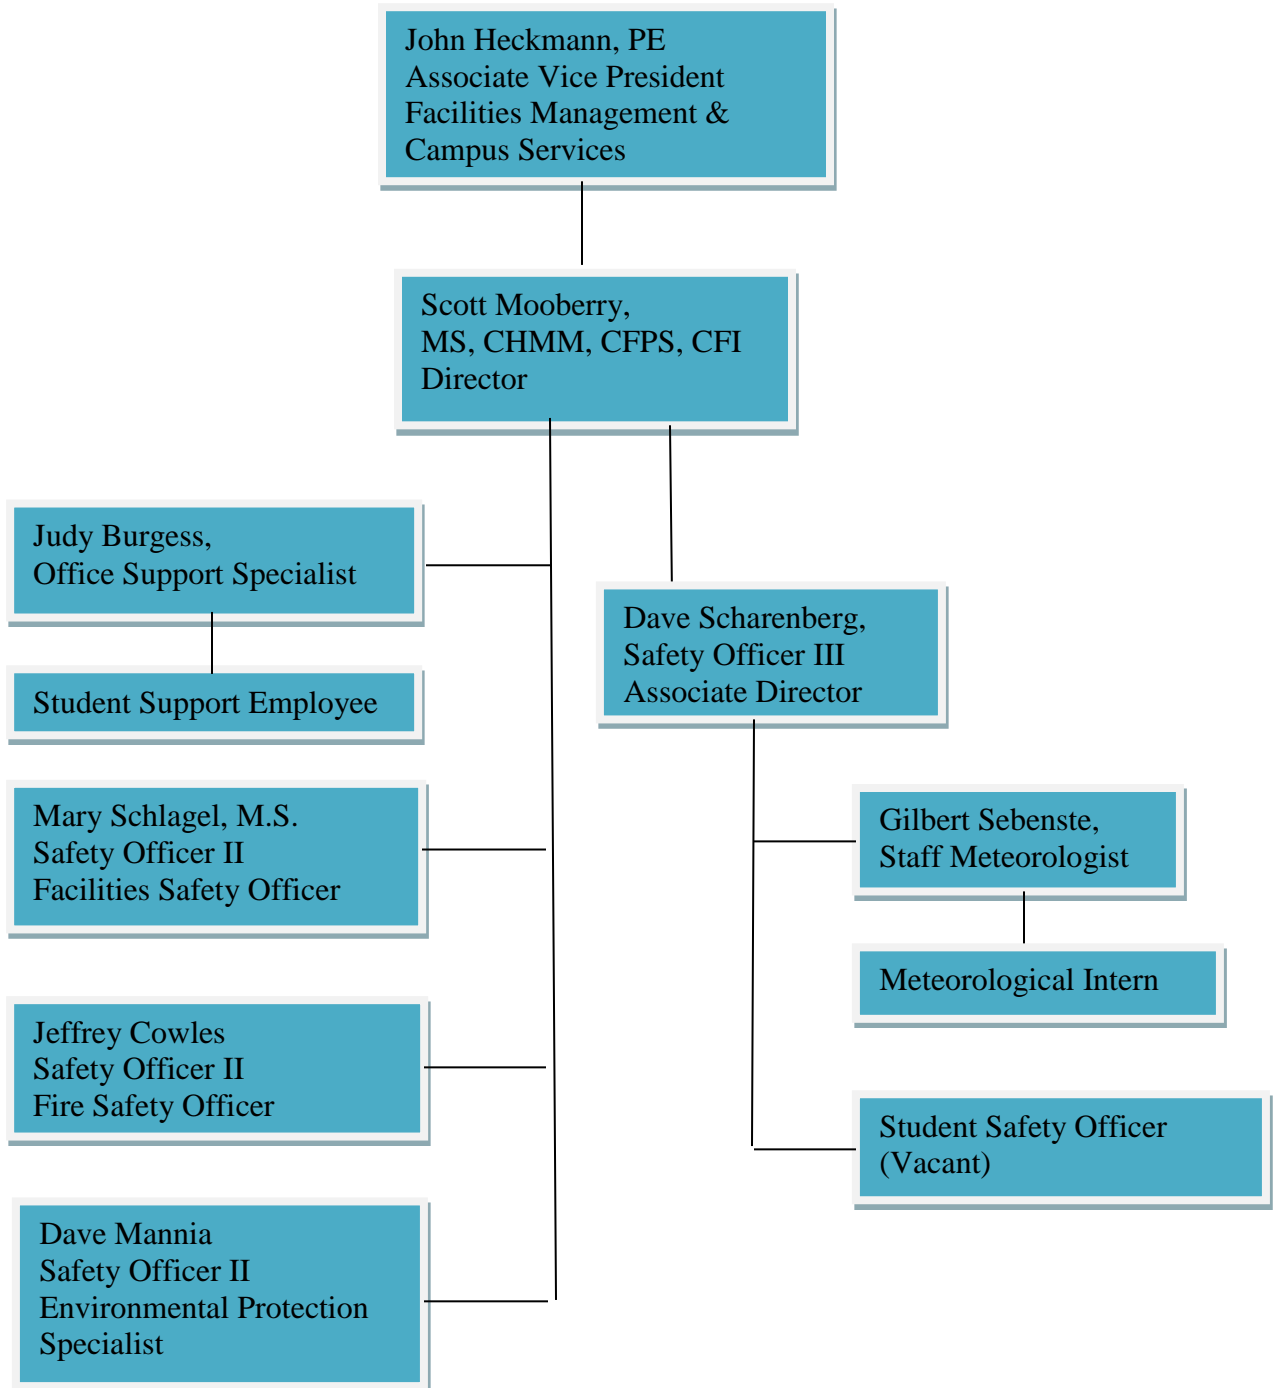 John Heckmann, PE
Associate Vice President
Facilities Management &
Campus Services
Scott Mooberry,
MS, CHMM, CFPS, CFI
Director
Judy Burgess,
Office Support Specialist
Student Support Employee
Mary Schlagel, M.S.
Safety Officer II
Facilities Safety Officer
Jeffrey Cowles
Safety Officer II
Fire Safety Officer
Dave Mannia
Safety Officer II
Environmental Protection
Specialist
Dave Scharenberg,
Safety Officer III
Associate Director
Gilbert Sebenste,
Staff Meteorologist
Meteorological Intern
Student Safety Officer
(Vacant)